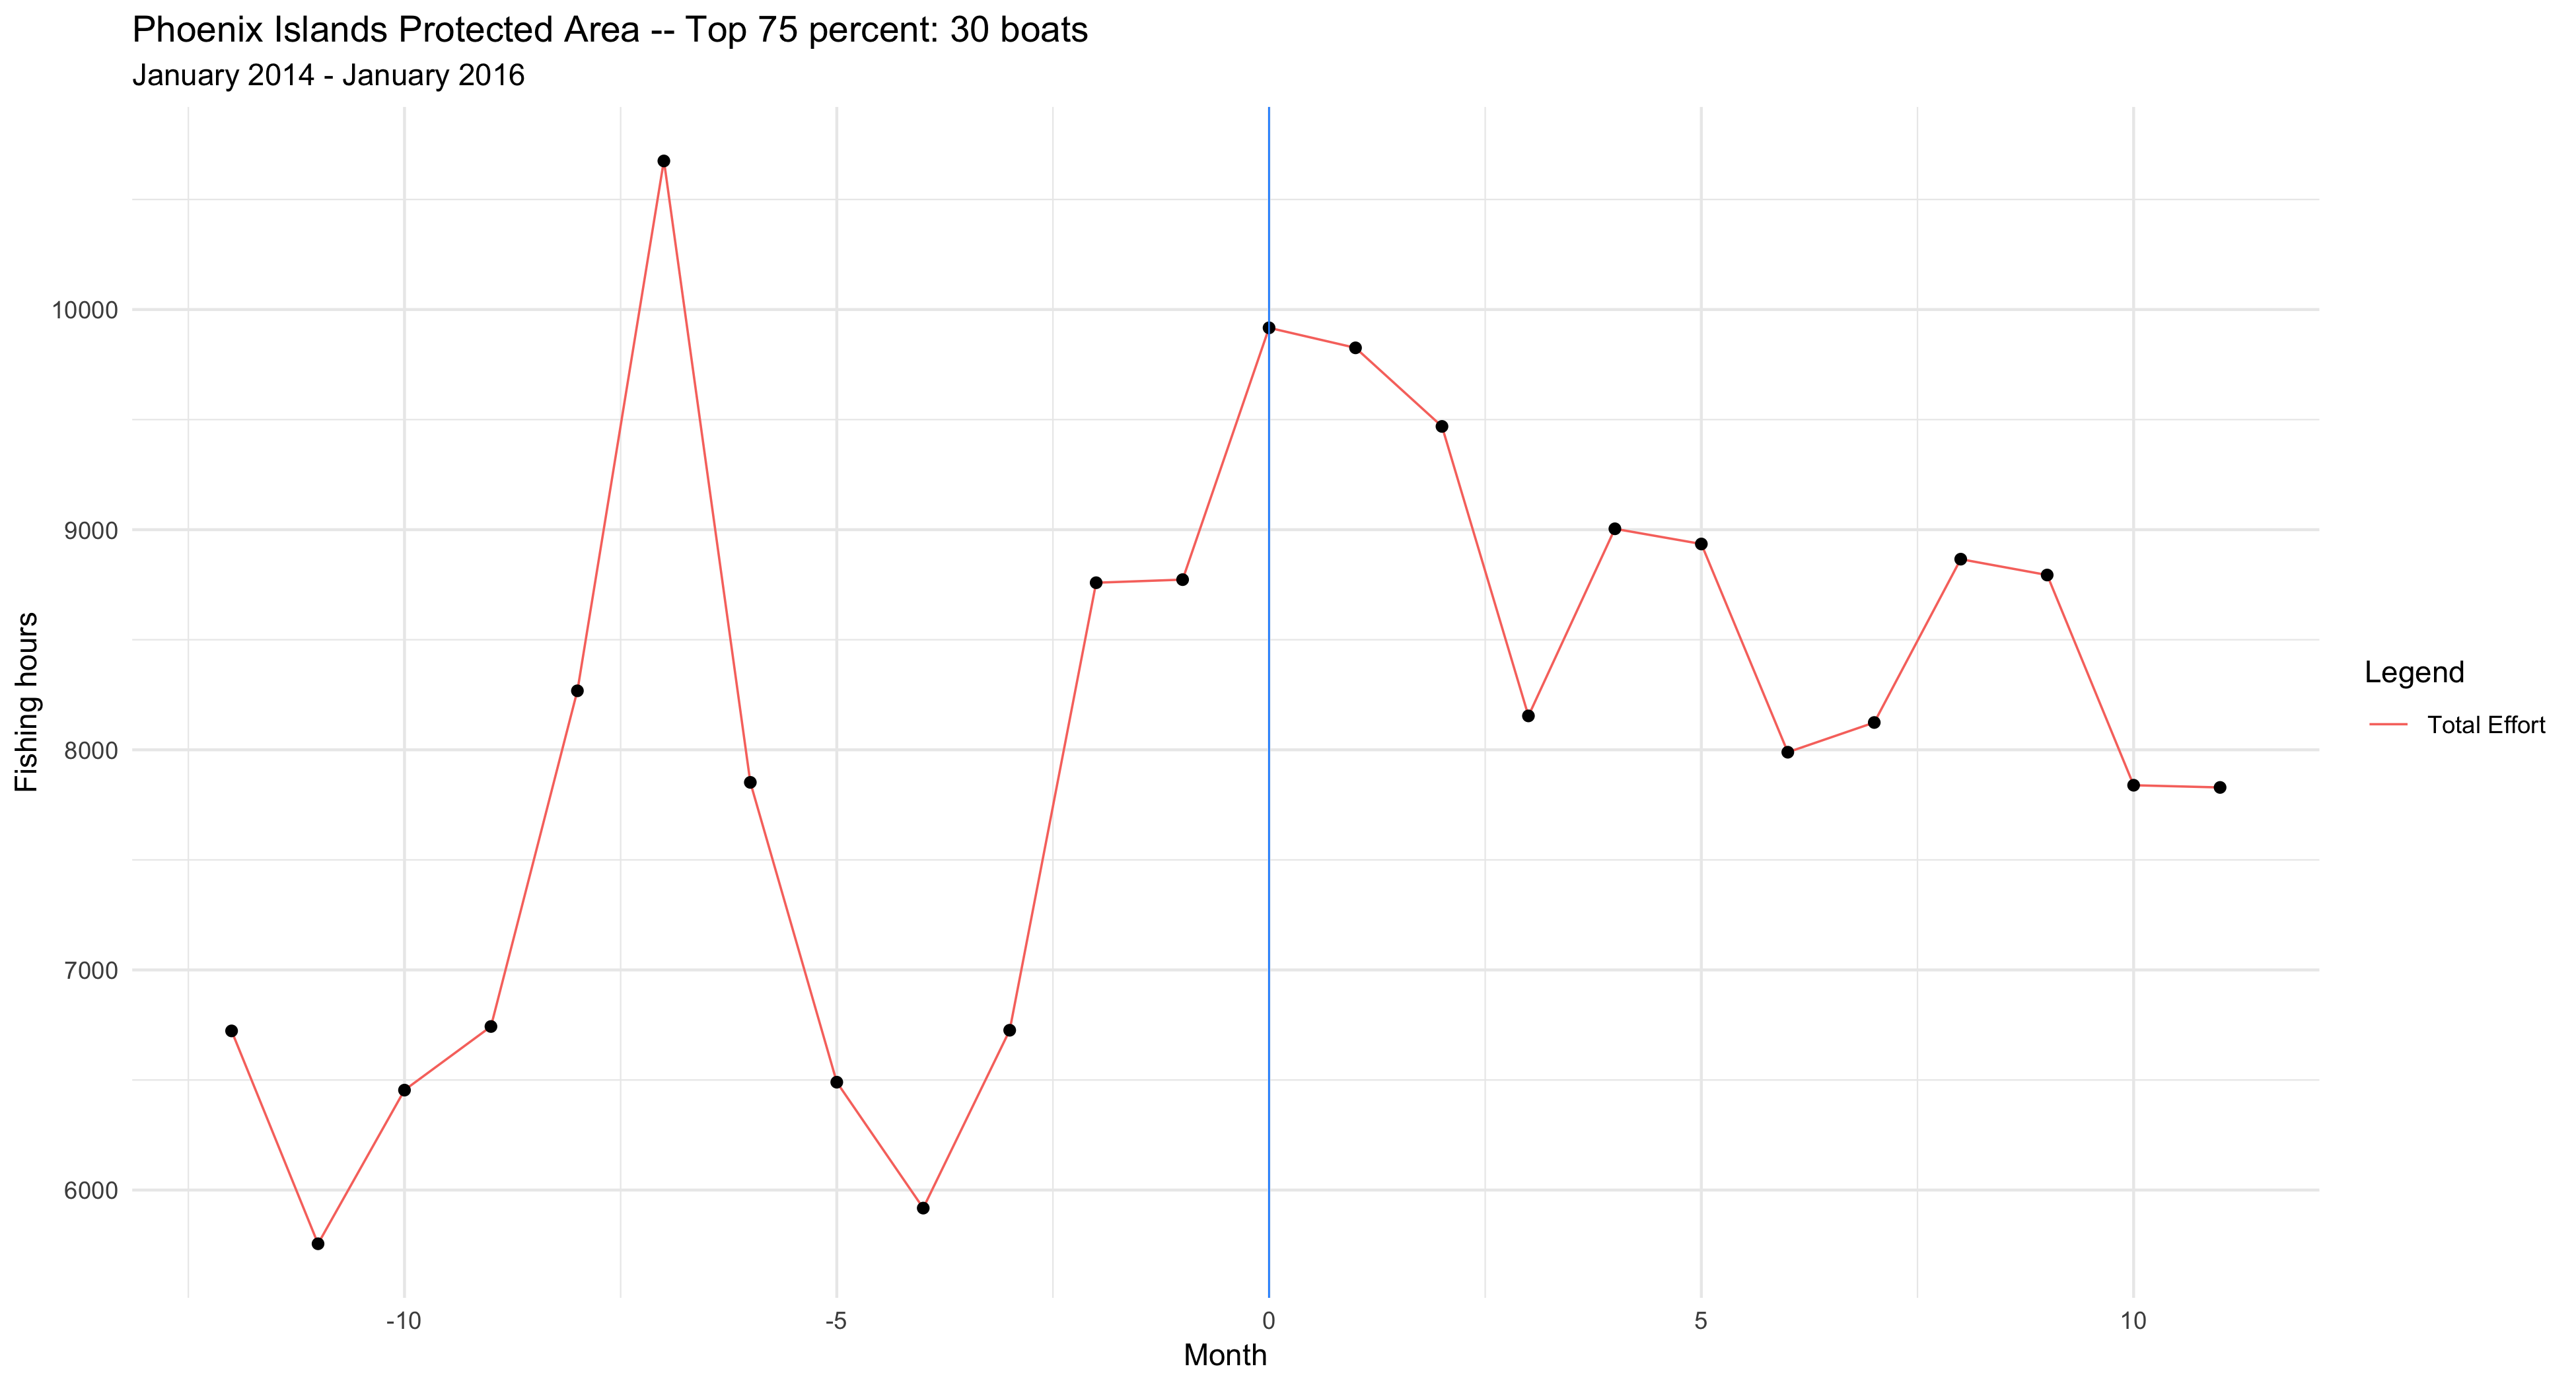 Phoenix Islands Protected Area -- Top 75 percent: 30 boats
January 2014 - January 2016
10000
9000
8000
7000
6000
Fishing hours
-10
-5
0
5
10
Month
Legend
Total Effort